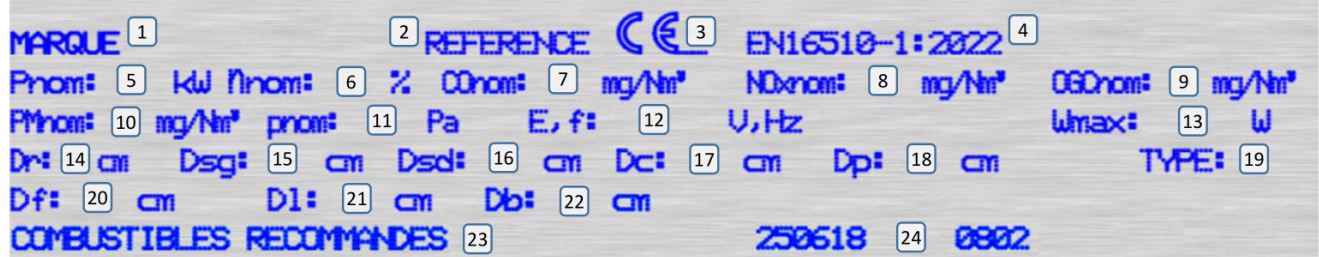 MARQUE 1 2 REFERENCE CE 3 EN16510-1:2022 4
Pnom: 5 kW ηnom: 6 % COnom: 7 mg/Nm³ NOxnom: 8 mg/Nm³ OGCnom: 9 mg/Nm³
PMnom: 10 mg/Nm³ pnom: 11 Pa E,f: 12 V,Hz Wmax: 13 W
Dr: 14 cm Dsg: 15 cm Dsd: 16 cm Dc: 17 cm Dp: 18 cm TYPE: 19
Df: 20 cm Dl: 21 cm Db: 22 cm
COMBUSTIBLES RECOMMANDES 23 250618 24 0802